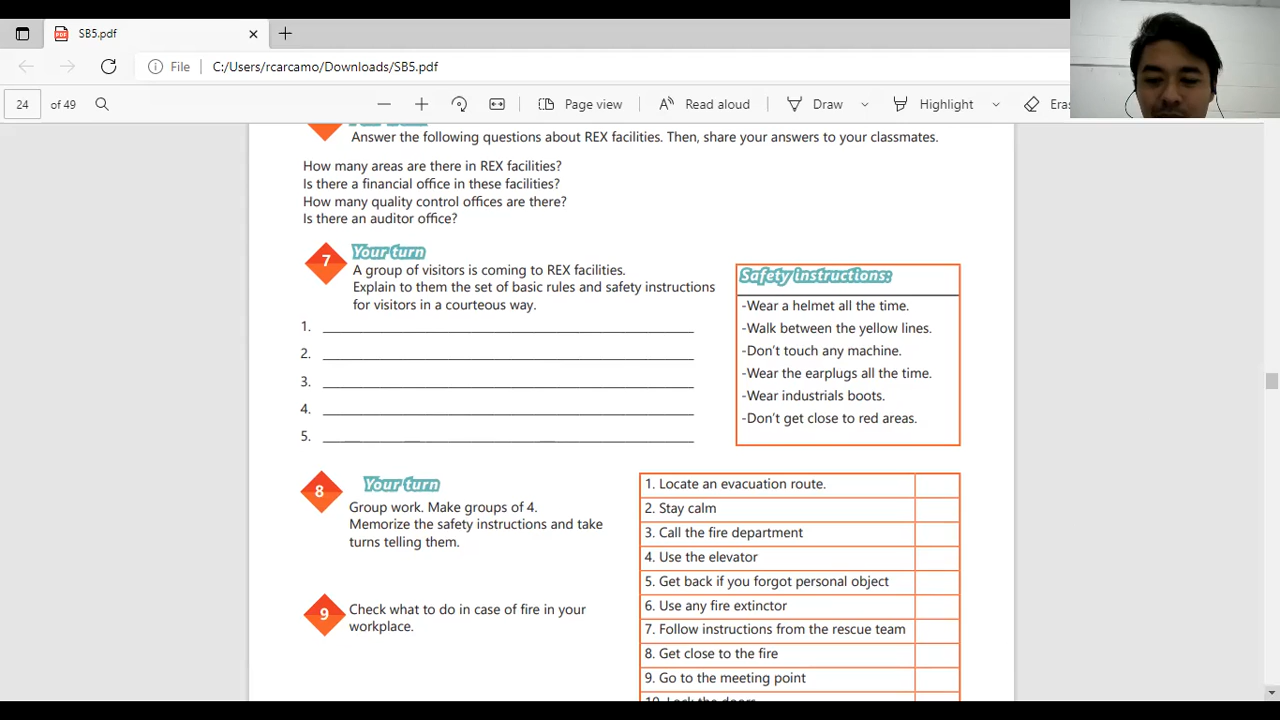 SB5.pdf
File C:/Users/rcarcamo/Downloads/SB5.pdf
24 of 49 Page view Read aloud Draw Highlight Eras
Answer the following questions about REX facilities. Then, share your answers to your classmates.
How many areas are there in REX facilities?
Is there a financial office in these facilities?
How many quality control offices are there?
Is there an auditor office?
7 Your turn
A group of visitors is coming to REX facilities.
Explain to them the set of basic rules and safety instructions
for visitors in a courteous way.
1.
2.
3.
4.
5.
Safety instructions:
-Wear a helmet all the time.
-Walk between the yellow lines.
-Don't touch any machine.
-Wear the earplugs all the time.
-Wear industrials boots.
-Don't get close to red areas.
8 Your turn
Group work. Make groups of 4.
Memorize the safety instructions and take
turns telling them.
9 Check what to do in case of fire in your
workplace.
1. Locate an evacuation route.
2. Stay calm
3. Call the fire department
4. Use the elevator
5. Get back if you forgot personal object
6. Use any fire extinctor
7. Follow instructions from the rescue team
8. Get close to the fire
9. Go to the meeting point
10. Lock the doors